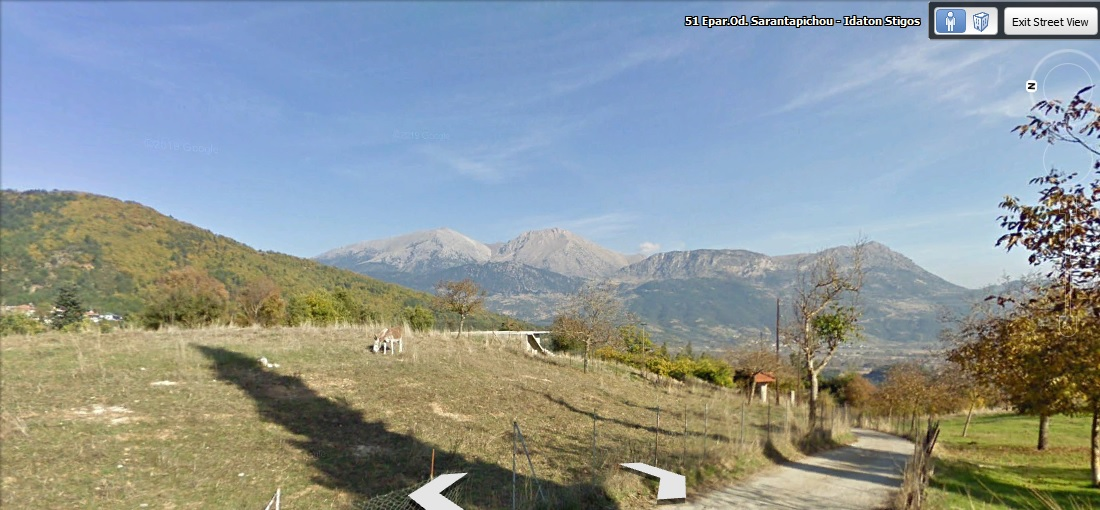 51 Epar.Od. Sarantapichou - Idaton Stigos
Exit Street View
N